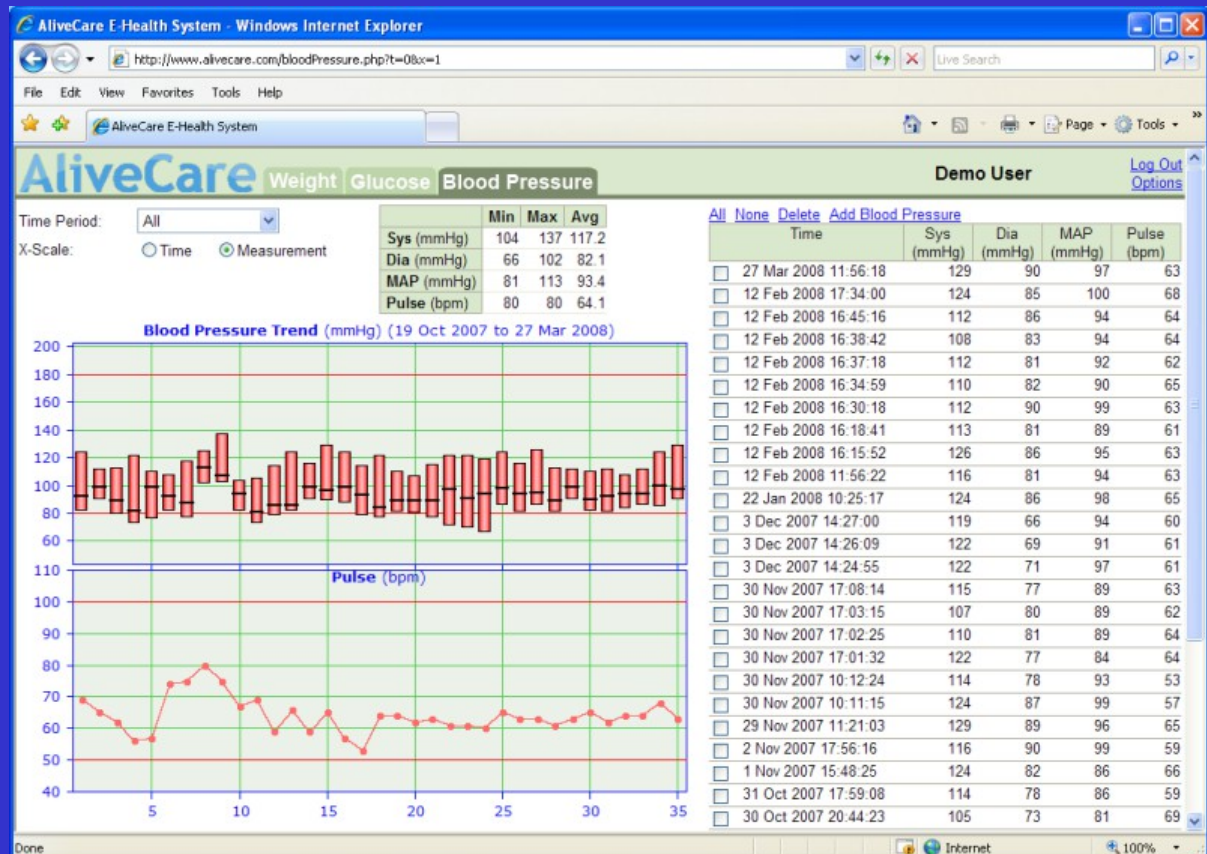 AliveCare E-Health System - Windows Internet Explorer
http://www.alivecare.com/bloodPressure.php?t=0&x=1
Live Search
File Edit View Favorites Tools Help
AliveCare E-Health System
Page Tools
AliveCare Weight Glucose Blood Pressure
Demo User
Log Out
Options
Time Period: All
X-Scale: Time Measurement
Min Max Avg
Sys (mmHg) 104 137 117.2
Dia (mmHg) 66 102 82.1
MAP (mmHg) 81 113 93.4
Pulse (bpm) 80 80 64.1
Blood Pressure Trend (mmHg) (19 Oct 2007 to 27 Mar 2008)
200
180
160
140
120
100
80
60
110
Pulse (bpm)
100
90
80
70
60
50
40
5 10 15 20 25 30 35
All None Delete Add Blood Pressure
Time Sys (mmHg) Dia (mmHg) MAP (mmHg) Pulse (bpm)
27 Mar 2008 11:56:18 129 90 97 63
12 Feb 2008 17:34:00 124 85 100 68
12 Feb 2008 16:45:16 112 86 94 64
12 Feb 2008 16:38:42 108 83 94 64
12 Feb 2008 16:37:18 112 81 92 62
12 Feb 2008 16:34:59 110 82 90 65
12 Feb 2008 16:30:18 112 90 99 63
12 Feb 2008 16:18:41 113 81 89 61
12 Feb 2008 16:15:52 126 86 95 63
12 Feb 2008 11:56:22 116 81 94 63
22 Jan 2008 10:25:17 124 86 98 65
3 Dec 2007 14:27:00 119 66 94 60
3 Dec 2007 14:26:09 122 69 91 61
3 Dec 2007 14:24:55 122 71 97 61
30 Nov 2007 17:08:14 115 77 89 63
30 Nov 2007 17:03:15 107 80 89 62
30 Nov 2007 17:02:25 110 81 89 64
30 Nov 2007 17:01:32 122 77 84 64
30 Nov 2007 10:12:24 114 78 93 53
30 Nov 2007 10:11:15 124 87 99 57
29 Nov 2007 11:21:03 129 89 96 65
2 Nov 2007 17:56:16 116 90 99 59
1 Nov 2007 15:48:25 124 82 86 66
31 Oct 2007 17:59:08 114 78 86 59
30 Oct 2007 20:44:23 105 73 81 69
Done
Internet
100%